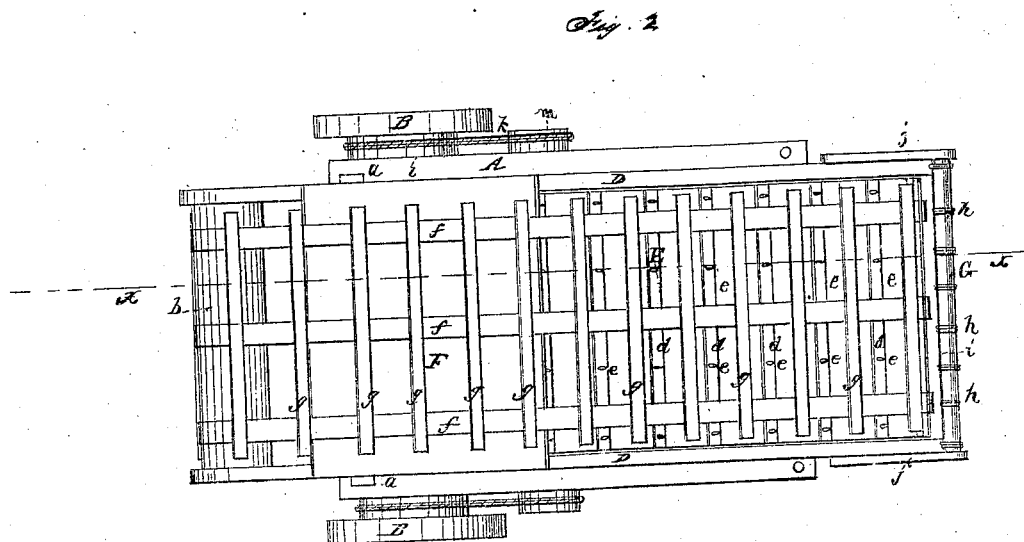 Fig. 2
B k m
a i A D j
f h
E
x e e e G x
b
f h
F d d d d i
e e e e
g g g g g g g g h
f
D
a j
B